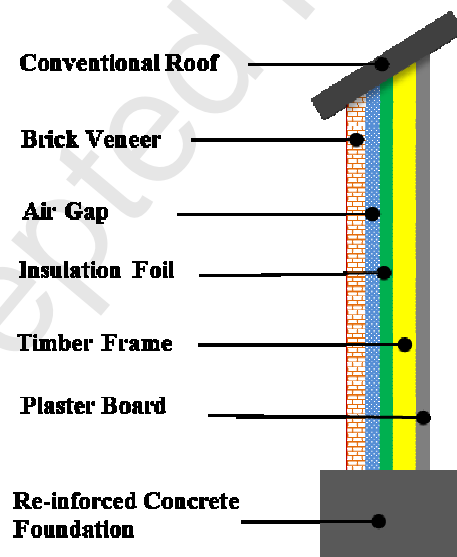 Conventional Roof
Brick Veneer
Air Gap
Insulation Foil
Timber Frame
Plaster Board
Re-inforced Concrete
Foundation